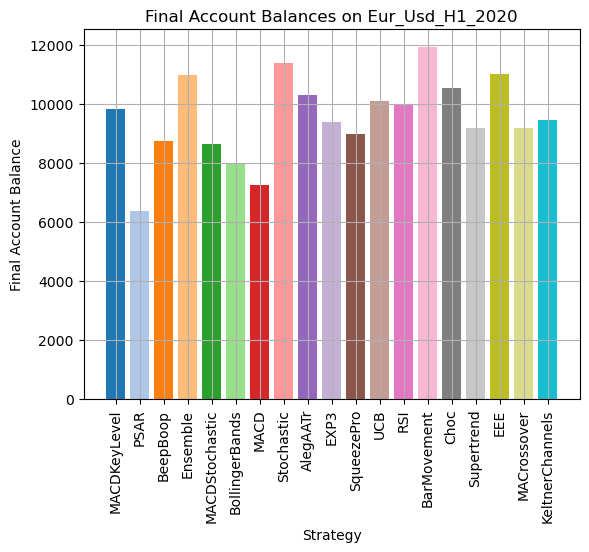 Final Account Balances on Eur_Usd_H1_2020
Final Account Balance
12000
10000
8000
6000
4000
2000
0
MACDKeyLevel
PSAR
BeepBoop
Ensemble
MACDStochastic
BollingerBands
MACD
Stochastic
AlegAATr
EXP3
SqueezePro
UCB
RSI
BarMovement
Choc
Supertrend
EEE
MACrossover
KeltnerChannels
Strategy